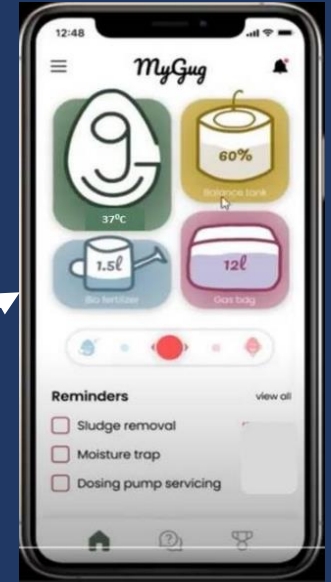 12:48
MyGug
37°C
60%
Balance tank
1.5ℓ
Bio fertilizer
12ℓ
Gas bag
Reminders
view all
Sludge removal
Moisture trap
Dosing pump servicing